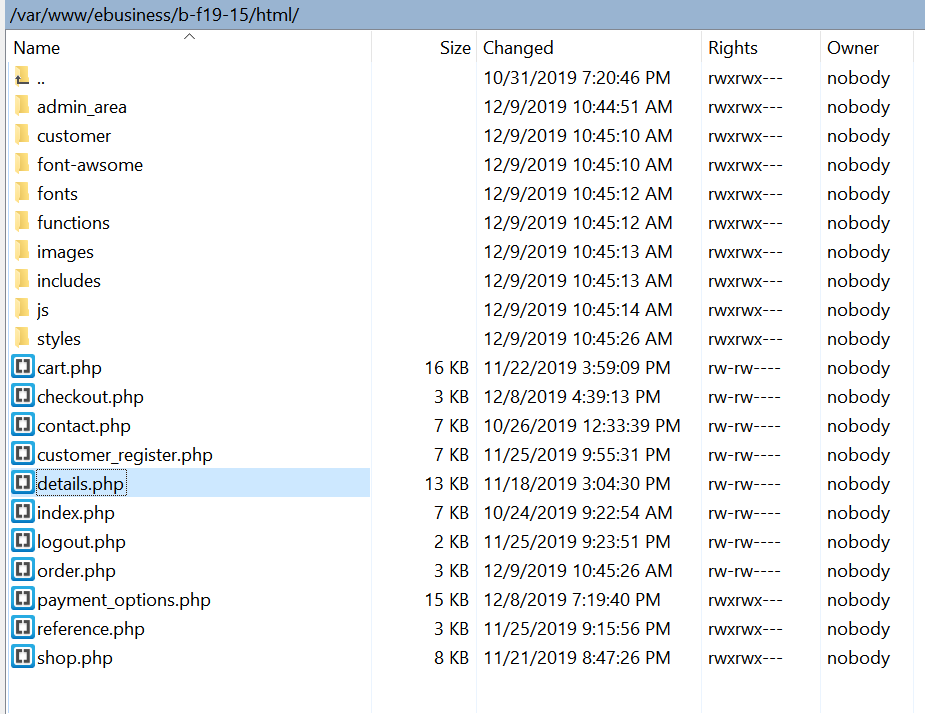 /var/www/ebusiness/b-f19-15/html/
Name Size Changed Rights Owner
.. 10/31/2019 7:20:46 PM rwxrwx--- nobody
admin_area 12/9/2019 10:44:51 AM rwxrwx--- nobody
customer 12/9/2019 10:45:10 AM rwxrwx--- nobody
font-awsome 12/9/2019 10:45:10 AM rwxrwx--- nobody
fonts 12/9/2019 10:45:12 AM rwxrwx--- nobody
functions 12/9/2019 10:45:12 AM rwxrwx--- nobody
images 12/9/2019 10:45:13 AM rwxrwx--- nobody
includes 12/9/2019 10:45:13 AM rwxrwx--- nobody
js 12/9/2019 10:45:14 AM rwxrwx--- nobody
styles 12/9/2019 10:45:26 AM rwxrwx--- nobody
cart.php 16 KB 11/22/2019 3:59:09 PM rw-rw---- nobody
checkout.php 3 KB 12/8/2019 4:39:13 PM rw-rw---- nobody
contact.php 7 KB 10/26/2019 12:33:39 PM rw-rw---- nobody
customer_register.php 7 KB 11/25/2019 9:55:31 PM rw-rw---- nobody
details.php 13 KB 11/18/2019 3:04:30 PM rw-rw---- nobody
index.php 7 KB 10/24/2019 9:22:54 AM rw-rw---- nobody
logout.php 2 KB 11/25/2019 9:23:51 PM rw-rw---- nobody
order.php 3 KB 12/9/2019 10:45:26 AM rw-rw---- nobody
payment_options.php 15 KB 12/8/2019 7:19:40 PM rwxrwx--- nobody
reference.php 3 KB 11/25/2019 9:15:56 PM rwxrwx--- nobody
shop.php 8 KB 11/21/2019 8:47:26 PM rwxrwx--- nobody